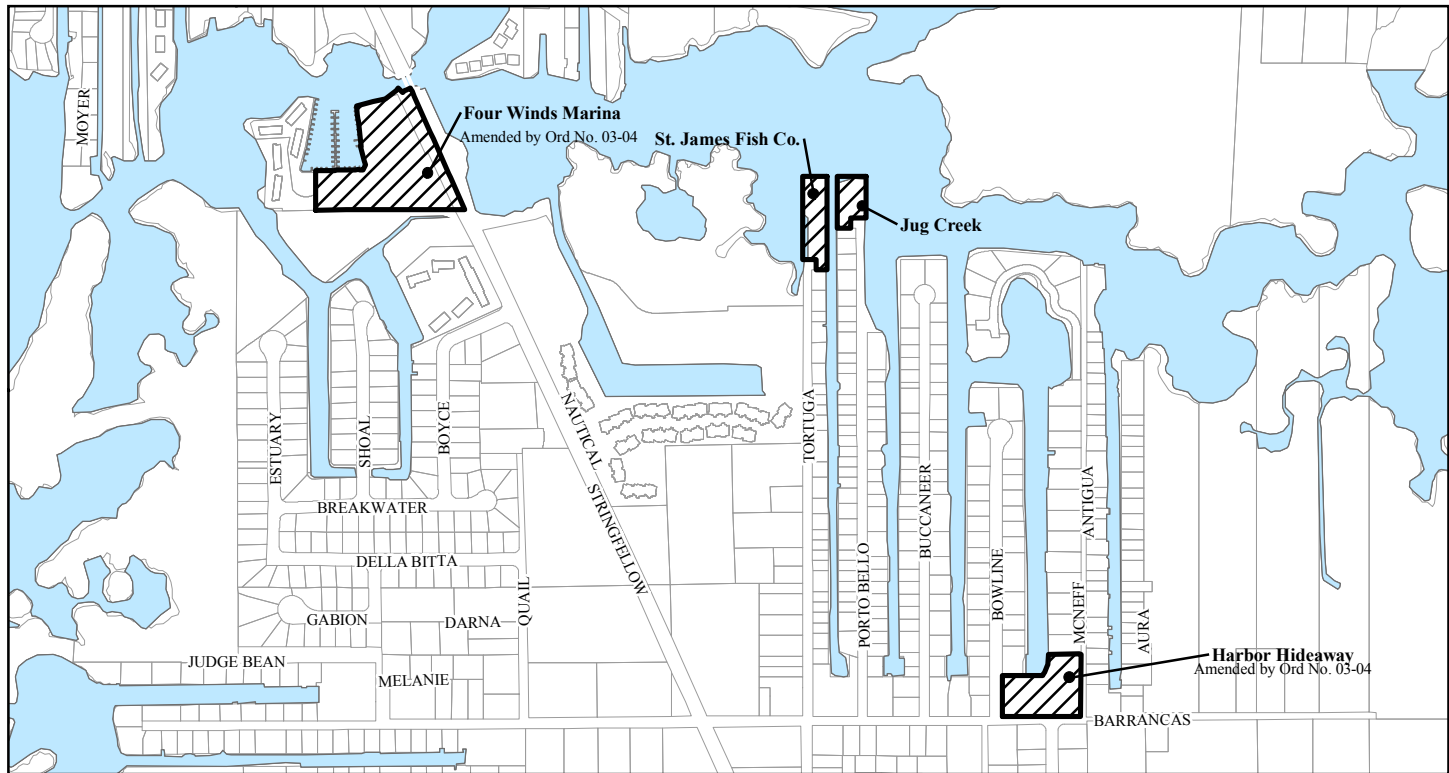 MOYER
Four Winds Marina
Amended by Ord No. 03-04
St. James Fish Co.
Jug Creek
ESTUARY
SHOAL
BOYCE
NAUTICAL
STRINGFELLOW
TORTUGA
PORTO BELLO
BUCCANEER
BOWLINE
ANTIGUA
MCNEFF
AURA
BREAKWATER
DELLA BITTA
QUAIL
GABION
DARNA
JUDGE BEAN
MELANIE
Harbor Hideaway
Amended by Ord No. 03-04
BARRANCAS